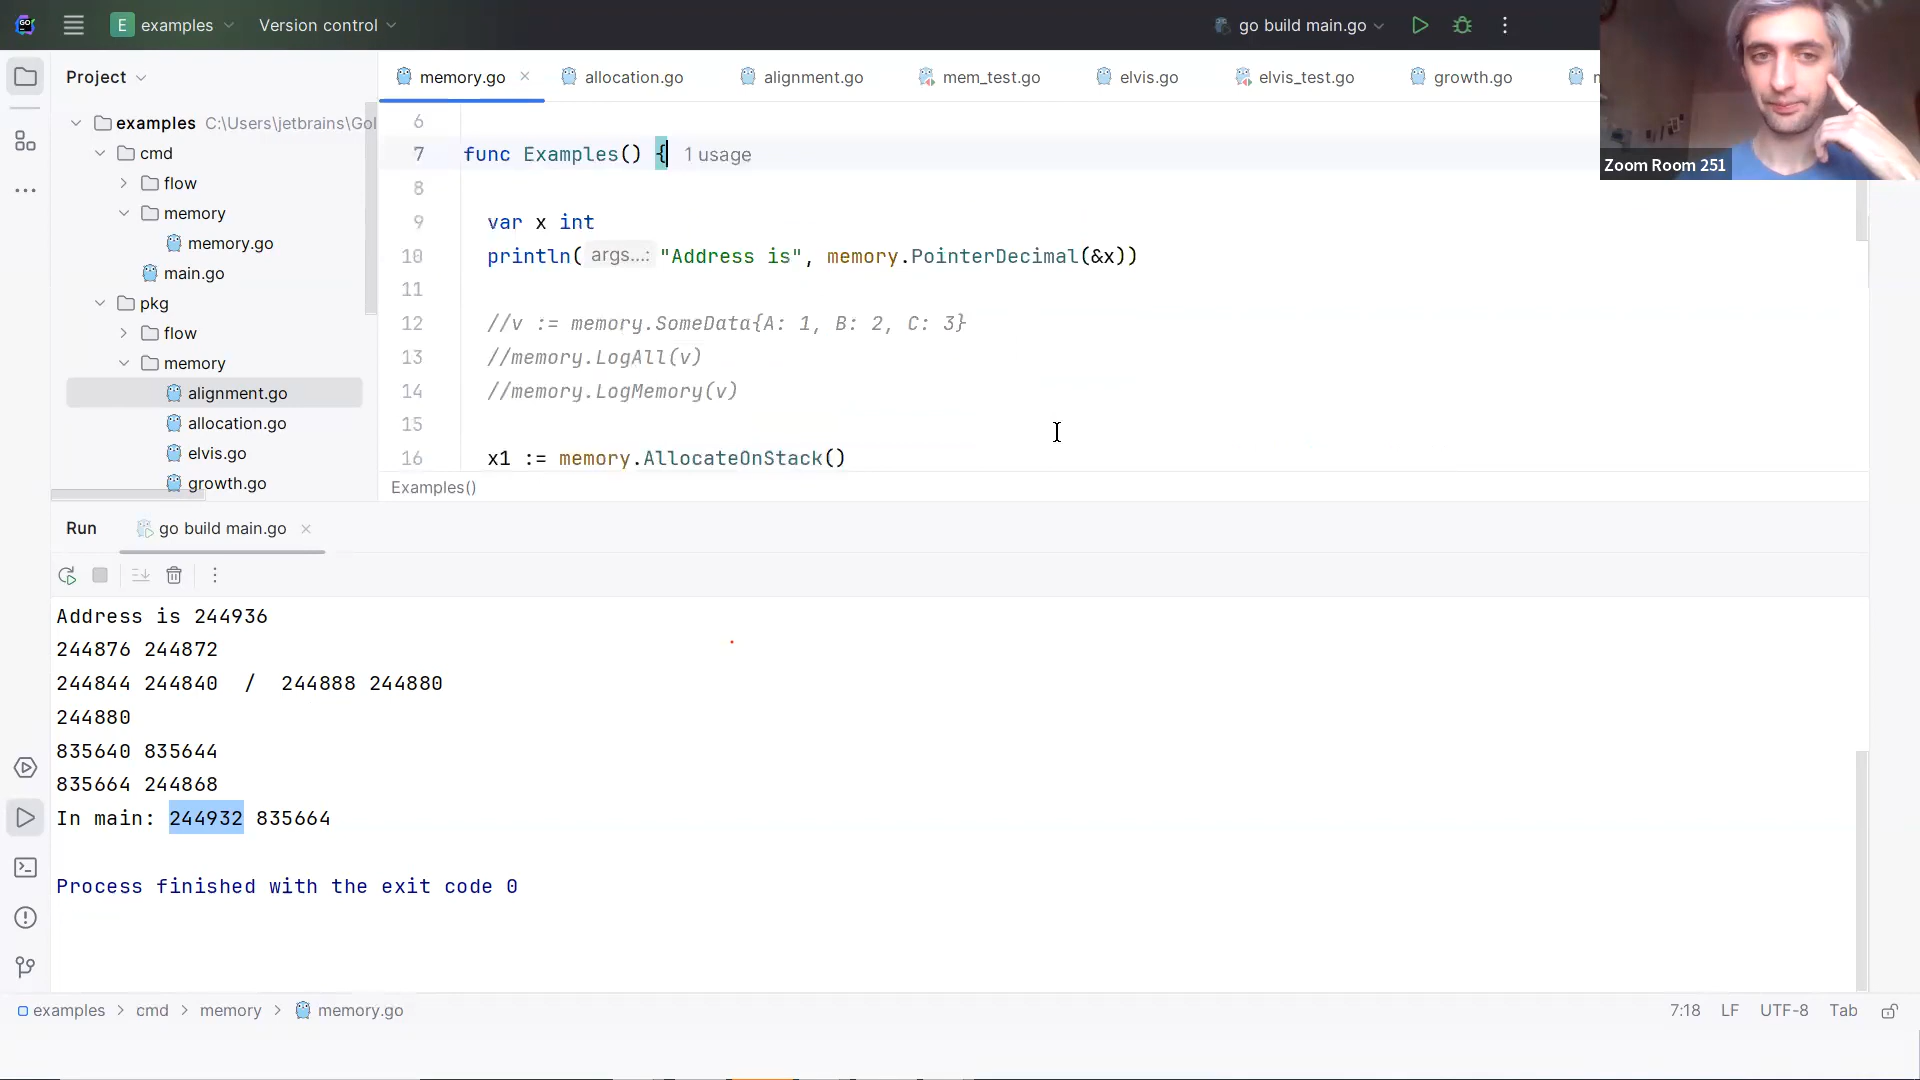 GO
E examples
Version control
go build main.go
Zoom Room 251
Project
memory.go
allocation.go
alignment.go
mem_test.go
elvis.go
elvis_test.go
growth.go
examples C:\Users\jetbrains\Gol
cmd
flow
memory
memory.go
main.go
pkg
flow
memory
alignment.go
allocation.go
elvis.go
growth.go
6
7 func Examples() { 1 usage
8
9 var x int
10 println( args...: "Address is", memory.PointerDecimal(&x))
11
12 //v := memory.SomeData{A: 1, B: 2, C: 3}
13 //memory.LogAll(v)
14 //memory.LogMemory(v)
15
16 x1 := memory.AllocateOnStack()
Examples()
Run
go build main.go
Address is 244936
244876 244872
244844 244840 / 244888 244880
244880
835640 835644
835664 244868
In main: 244932 835664
Process finished with the exit code 0
examples > cmd > memory > memory.go
7:18 LF UTF-8 Tab